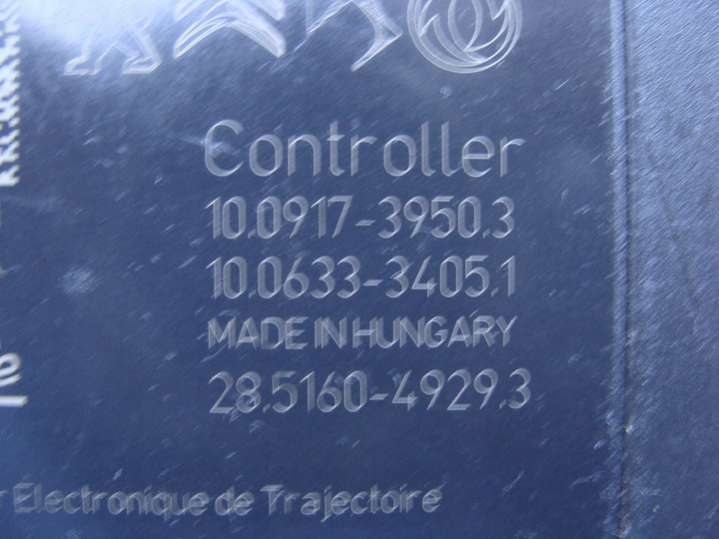 Controller
10.0917-3950.3
10.0633-3405.1
MADE IN HUNGARY
28.5160-4929.3
r Electronique de Trajectoire